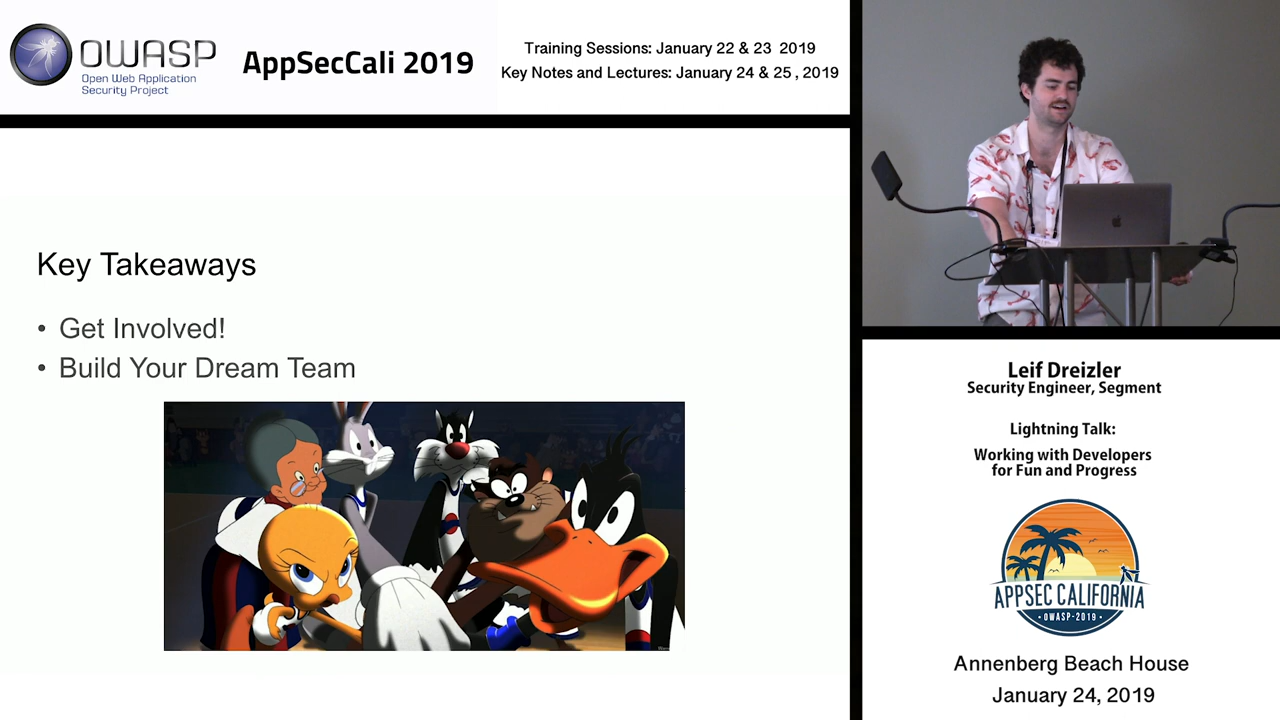 OWASP
Open Web Application
Security Project
AppSecCali 2019
Training Sessions: January 22 & 23 2019
Key Notes and Lectures: January 24 & 25 , 2019
Key Takeaways
• Get Involved!
• Build Your Dream Team
Leif Dreizler
Security Engineer, Segment
Lightning Talk:
Working with Developers
for Fun and Progress
APPSEC CALIFORNIA
• OWASP-2019 •
Annenberg Beach House
January 24, 2019